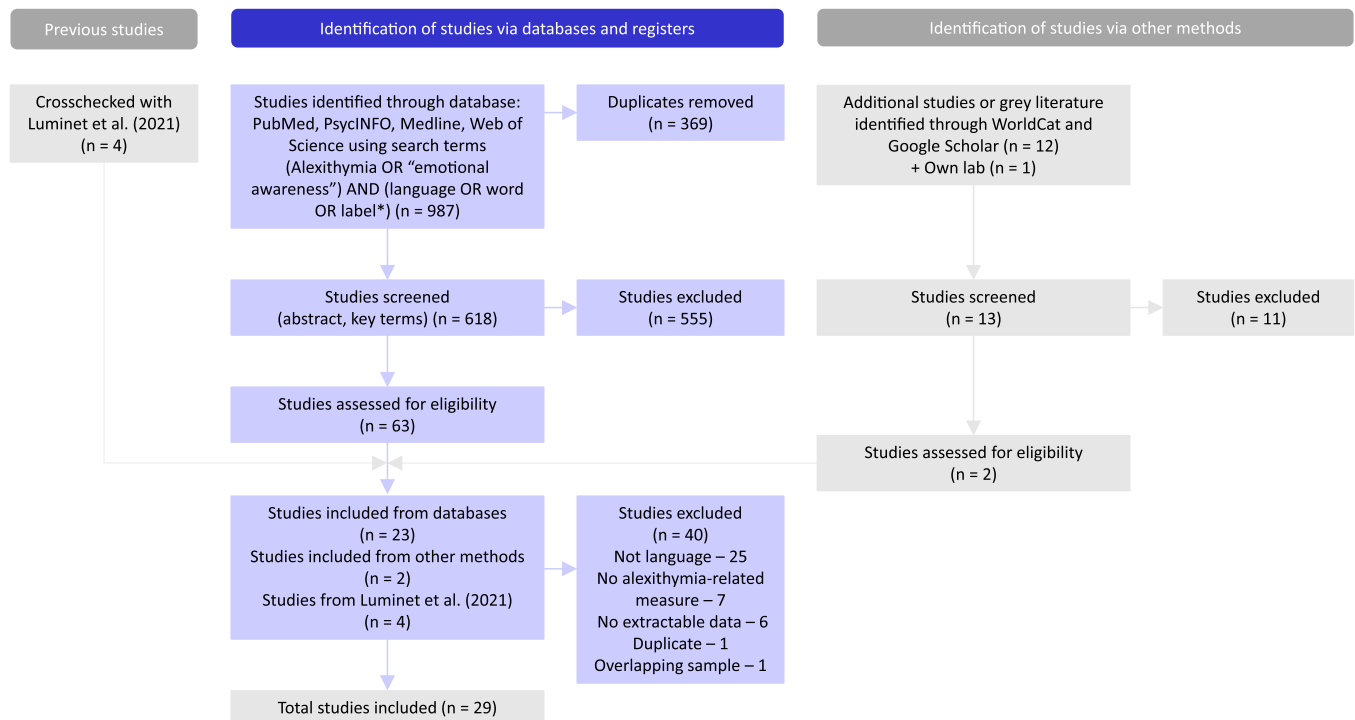 Previous studies
Identification of studies via databases and registers
Identification of studies via other methods
Crosschecked with
Luminet et al. (2021)
(n = 4)
Studies identified through database:
PubMed, PsycINFO, Medline, Web of
Science using search terms
(Alexithymia OR “emotional
awareness”) AND (language OR word
OR label*) (n = 987)
Duplicates removed
(n = 369)
Additional studies or grey literature
identified through WorldCat and
Google Scholar (n = 12)
+ Own lab (n = 1)
Studies screened
(abstract, key terms) (n = 618)
Studies excluded
(n = 555)
Studies screened
(n = 13)
Studies excluded
(n = 11)
Studies assessed for eligibility
(n = 63)
Studies assessed for eligibility
(n = 2)
Studies included from databases
(n = 23)
Studies included from other methods
(n = 2)
Studies from Luminet et al. (2021)
(n = 4)
Studies excluded
(n = 40)
Not language – 25
No alexithymia-related
measure – 7
No extractable data – 6
Duplicate – 1
Overlapping sample – 1
Total studies included (n = 29)